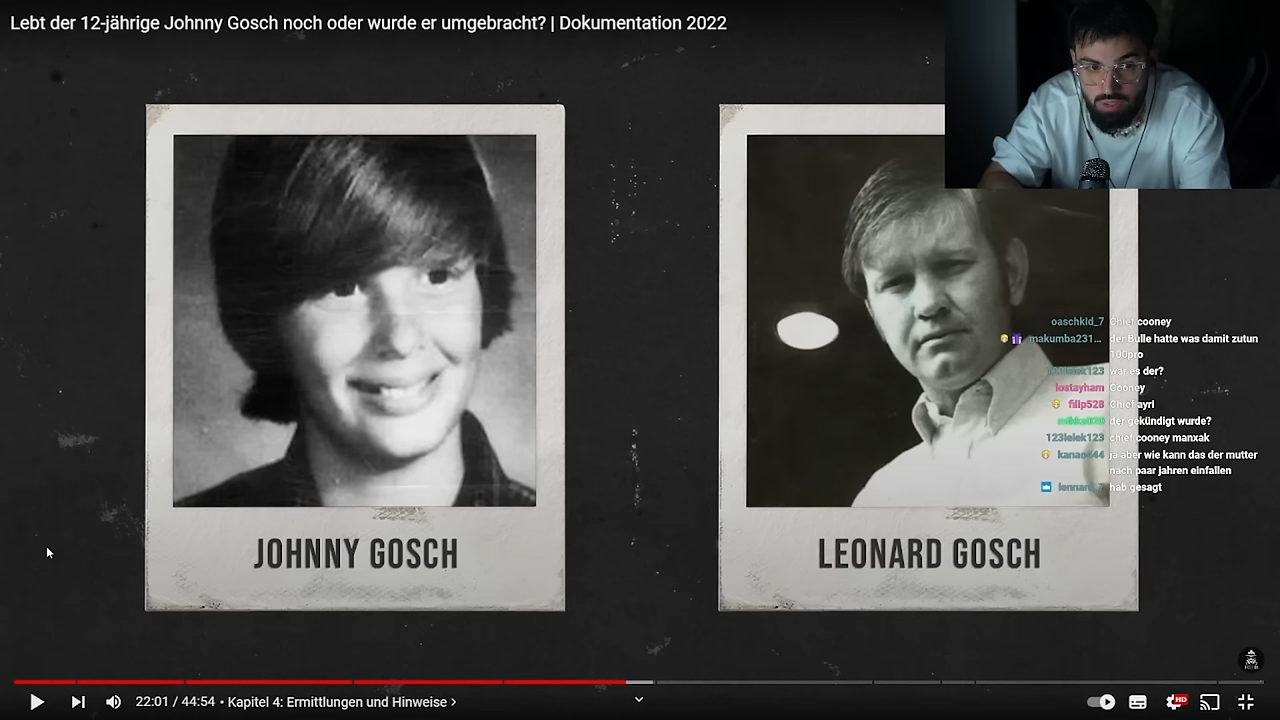 Lebt der 12-jährige Johnny Gosch noch oder wurde er umgebracht? | Dokumentation 2022
JOHNNY GOSCH
LEONARD GOSCH
oaschkid_7 Chief cooney
makumba231... der Bulle hatte was damit zutun
100pro
war es der?
lostayham Cooney
filip528 Chief ayrl
der gekündigt wurde?
123lelek123 chief cooney manxak
kanao444 ja aber wie kann das der mutter
nach paar jahren einfallen
hab gesagt
22:01 / 44:54 • Kapitel 4: Ermittlungen und Hinweise
HD